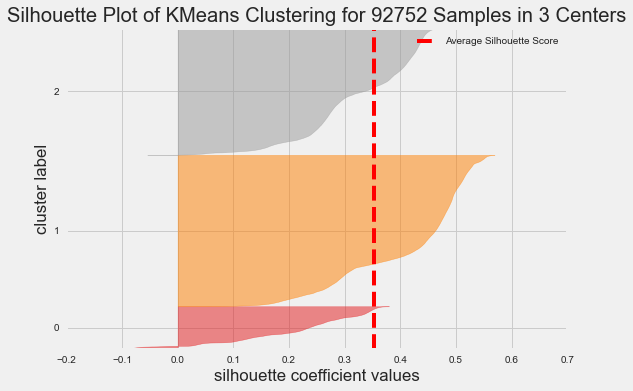 Silhouette Plot of KMeans Clustering for 92752 Samples in 3 Centers
Average Silhouette Score
2
1
0
cluster label
−0.2 −0.1 0.0 0.1 0.2 0.3 0.4 0.5 0.6 0.7
silhouette coefficient values